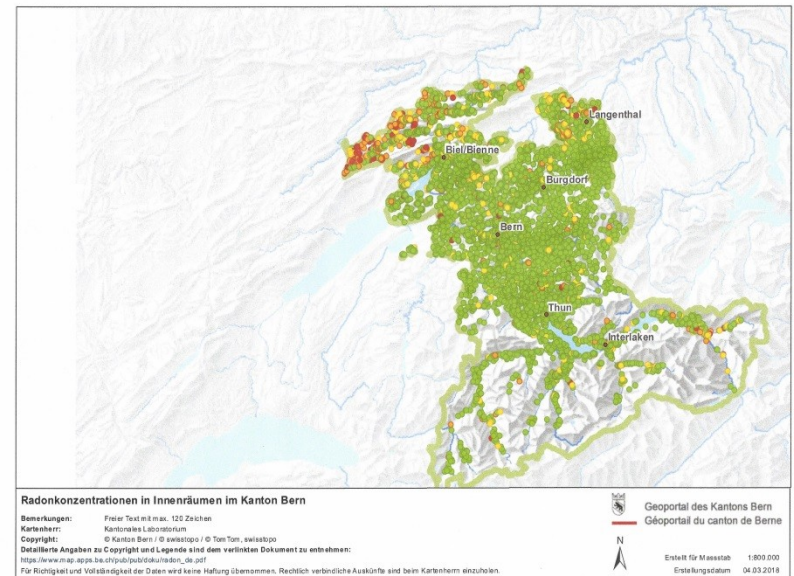 Langenthal
Biel/Bienne
Burgdorf
Bern
Thun
Interlaken
Radonkonzentrationen in Innenräumen im Kanton Bern
Bemerkungen: Freier Text mit max. 120 Zeichen
Kartenherr: Kantonales Laboratorium
Copyright: © Kanton Bern / © swisstopo / © TomTom, swisstopo
Detaillierte Angaben zu Copyright und Legende sind dem verlinkten Dokument zu entnehmen:
https://www.map.apps.be.ch/pub/pub/doku/radon_de.pdf
Für Richtigkeit und Vollständigkeit der Daten wird keine Haftung übernommen. Rechtlich verbindliche Auskünfte sind beim Kartenherrn einzuholen.
Geoportal des Kantons Bern
Géoportail du canton de Berne
N
Erstellt für Massstab 1:800.000
Erstellungsdatum 04.03.2018